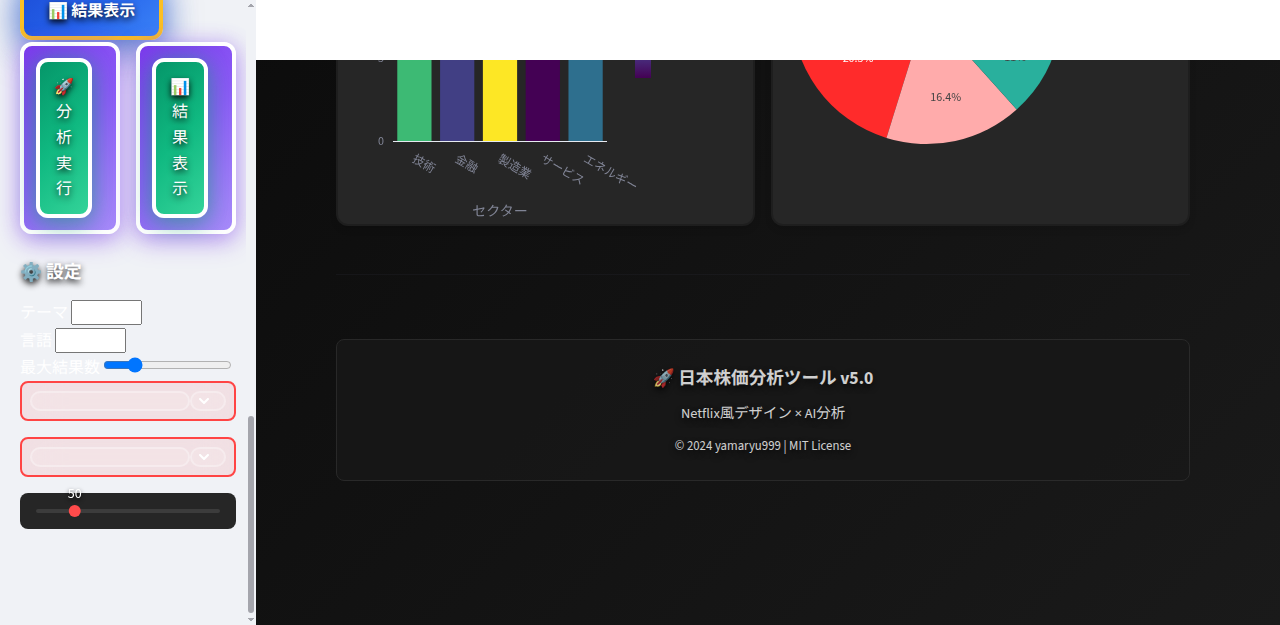 📊 結果表示
🚀分析実行
📊結果表示
⚙️ 設定
テーマ
言語
最大結果数
50
0
技術
金融
製造業
サービス
エネルギー
セクター
16.4%
🚀 日本株価分析ツール v5.0
Netflix風デザイン × AI分析
© 2024 yamaryu999 | MIT License